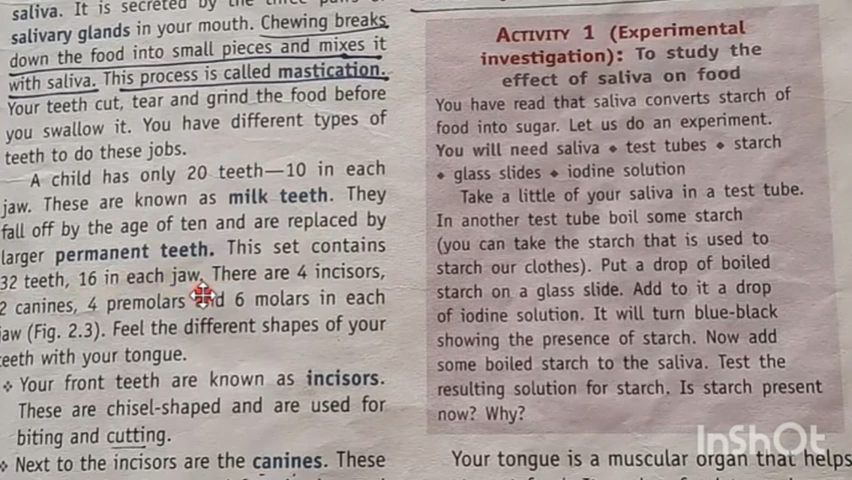 saliva. It is secreted by the three
salivary glands in your mouth. Chewing breaks
down the food into small pieces and mixes it
with saliva. This process is called mastication.
Your teeth cut, tear and grind the food before
you swallow it. You have different types of
teeth to do these jobs.
A child has only 20 teeth—10 in each
jaw. These are known as milk teeth. They
fall off by the age of ten and are replaced by
larger permanent teeth. This set contains
32 teeth, 16 in each jaw. There are 4 incisors,
2 canines, 4 premolars 6 molars in each
jaw (Fig. 2.3). Feel the different shapes of your
teeth with your tongue.
❖ Your front teeth are known as incisors.
These are chisel-shaped and are used for
biting and cutting.
❖ Next to the incisors are the canines. These
ACTIVITY 1 (Experimental
investigation): To study the
effect of saliva on food
You have read that saliva converts starch of
food into sugar. Let us do an experiment.
You will need saliva ◆ test tubes ◆ starch
◆ glass slides ◆ iodine solution
Take a little of your saliva in a test tube.
In another test tube boil some starch
(you can take the starch that is used to
starch our clothes). Put a drop of boiled
starch on a glass slide. Add to it a drop
of iodine solution. It will turn blue-black
showing the presence of starch. Now add
some boiled starch to the saliva. Test the
resulting solution for starch. Is starch present
now? Why?
Your tongue is a muscular organ that helps
InShOt